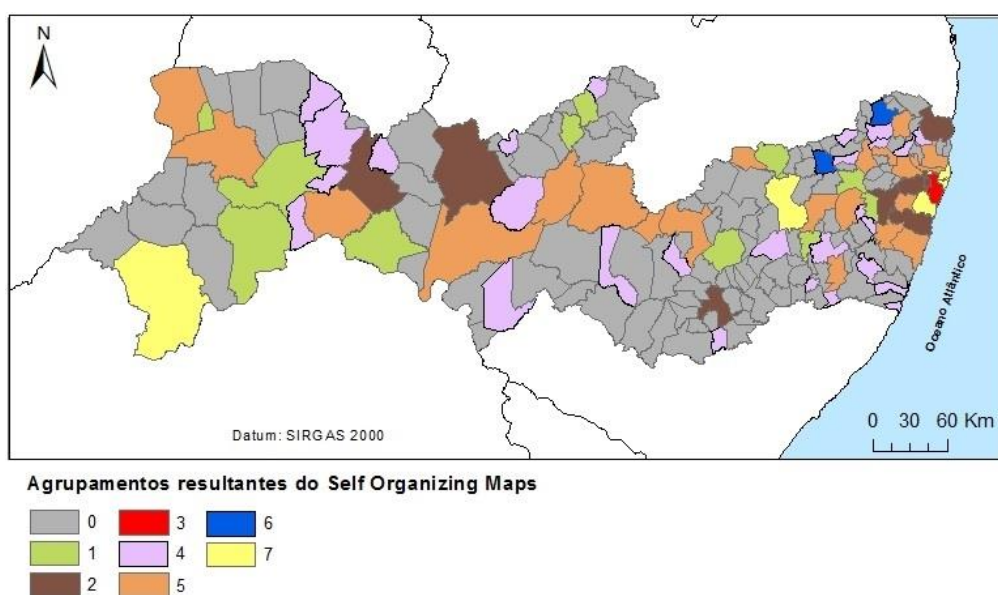 N
Oceano Atlântico
0 30 60 Km
Datum: SIRGAS 2000
Agrupamentos resultantes do Self Organizing Maps
0 3 6
1 4 7
2 5